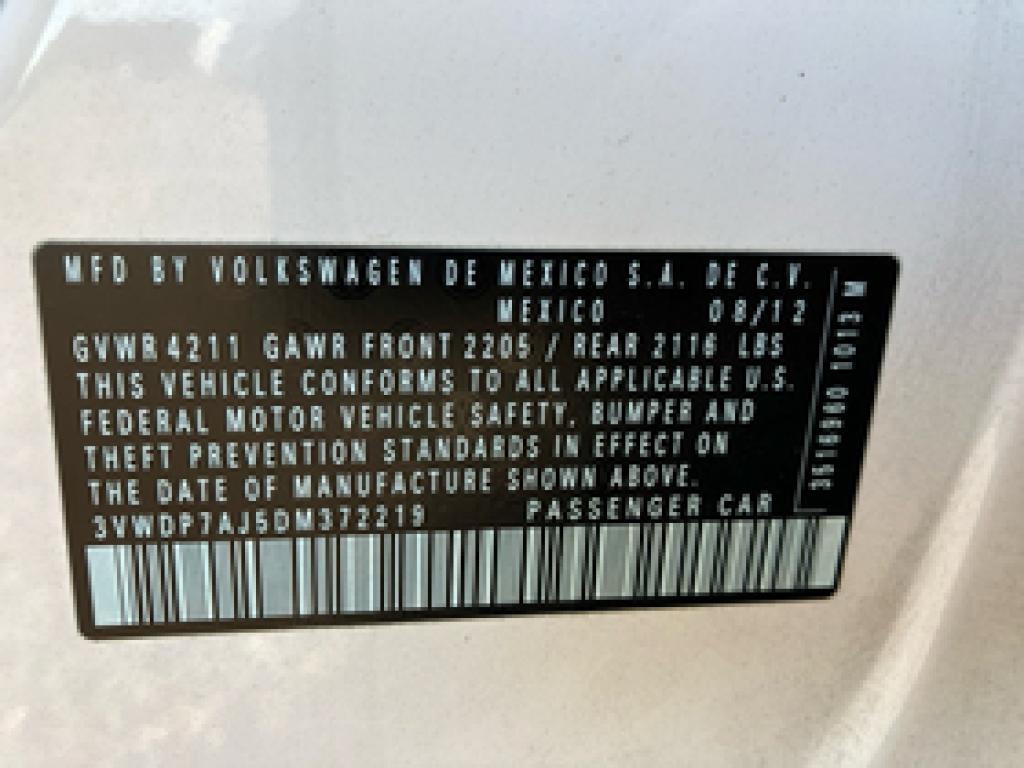 MFD BY VOLKSWAGEN DE MEXICO S.A. DE C.V.
MEXICO 08/12
GVWR 4211 GAWR FRONT 2205 / REAR 2116 LBS
THIS VEHICLE CONFORMS TO ALL APPLICABLE U.S.
FEDERAL MOTOR VEHICLE SAFETY, BUMPER AND
THEFT PREVENTION STANDARDS IN EFFECT ON
THE DATE OF MANUFACTURE SHOWN ABOVE.
3VWDP7AJ5DM372219 PASSENGER CAR
1013 M